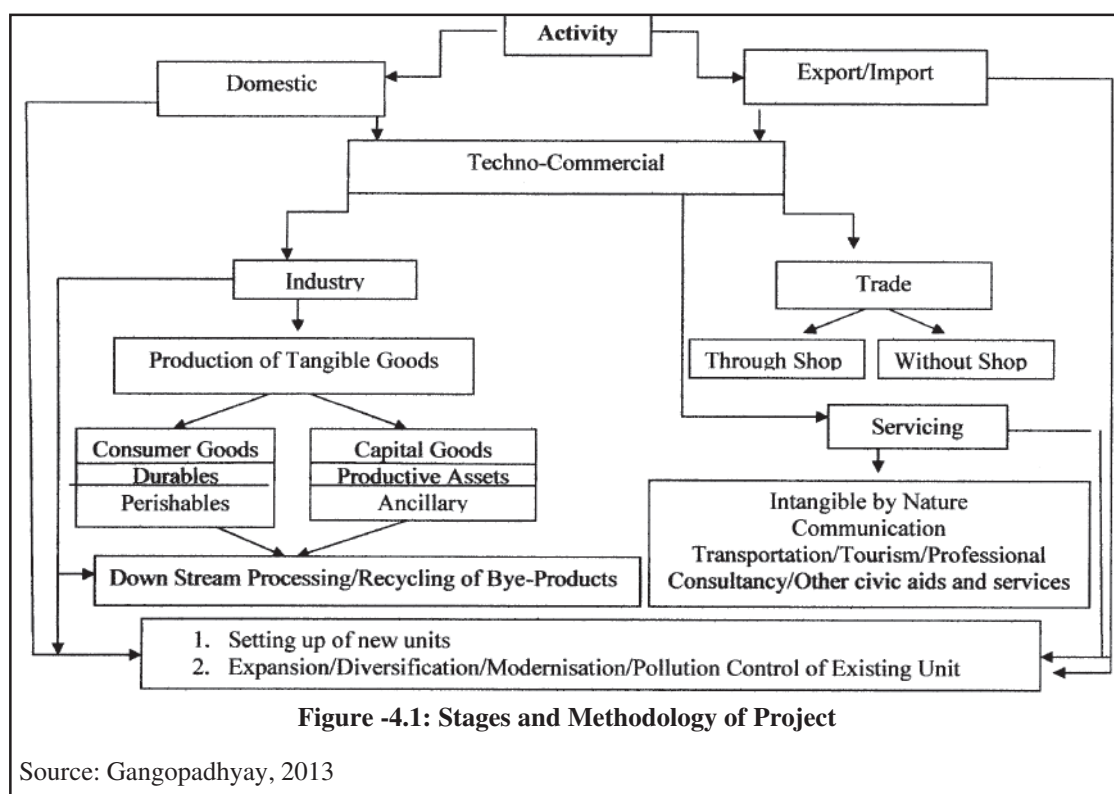 Activity
Domestic
Export/Import
Techno-Commercial
Industry
Trade
Production of Tangible Goods
Through Shop
Without Shop
Consumer Goods
Durables
Perishables
Capital Goods
Productive Assets
Ancillary
Servicing
Intangible by Nature
Communication
Transportation/Tourism/Professional
Consultancy/Other civic aids and services
Down Stream Processing/Recycling of Bye-Products
1. Setting up of new units
2. Expansion/Diversification/Modernisation/Pollution Control of Existing Unit
Figure -4.1: Stages and Methodology of Project
Source: Gangopadhyay, 2013